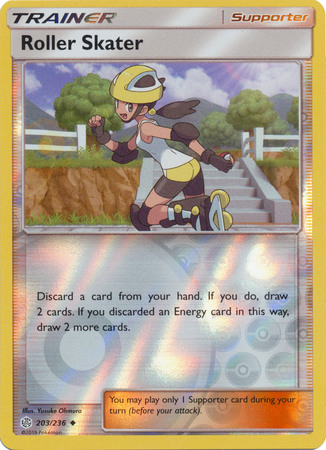 TRAINER Supporter
Roller Skater
Discard a card from your hand. If you do, draw
2 cards. If you discarded an Energy card in this way,
draw 2 more cards.
Illus. Yusuke Ohmura
203/236
©2019 Pokémon
You may play only 1 Supporter card during your
turn (before your attack).